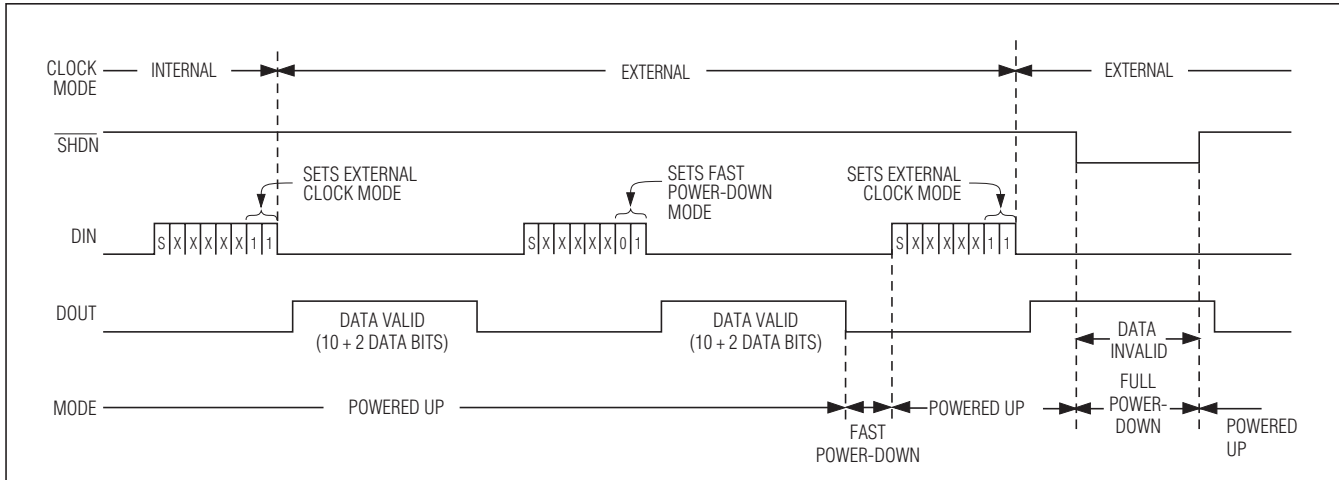 CLOCK
MODE
INTERNAL
EXTERNAL
EXTERNAL
SHDN
SETS EXTERNAL
CLOCK MODE
SETS FAST
POWER-DOWN
MODE
SETS EXTERNAL
CLOCK MODE
DIN
S X X X X X 1 1
S X X X X X 0 1
S X X X X X 1 1
DOUT
DATA VALID
(10 + 2 DATA BITS)
DATA VALID
(10 + 2 DATA BITS)
DATA
INVALID
MODE
POWERED UP
FAST
POWER-DOWN
POWERED UP
FULL
POWER-
DOWN
POWERED
UP